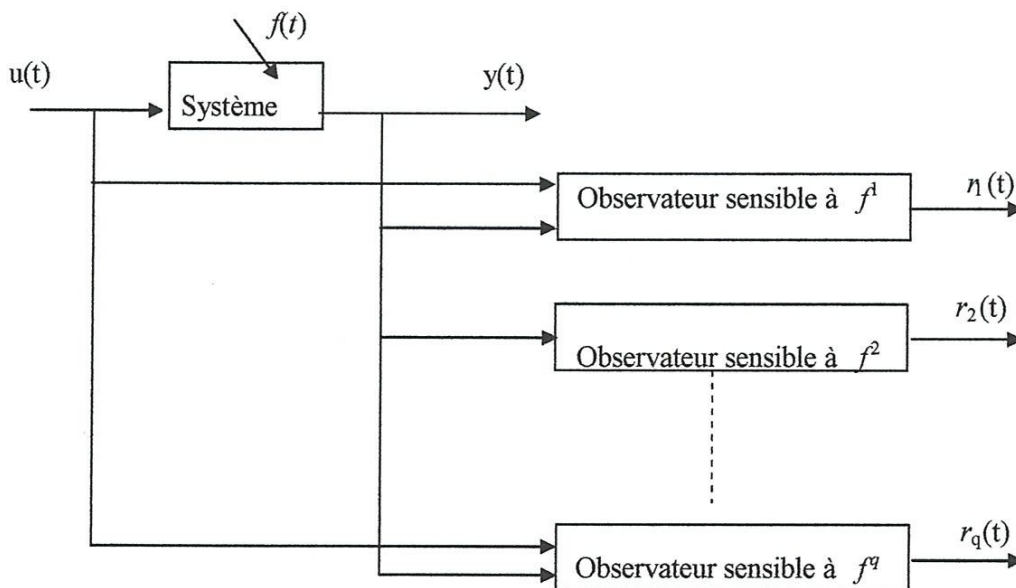 f(t)
u(t)
y(t)
Système
Observateur sensible à f¹
r₁(t)
Observateur sensible à f²
r₂(t)
Observateur sensible à f^q
r_q(t)